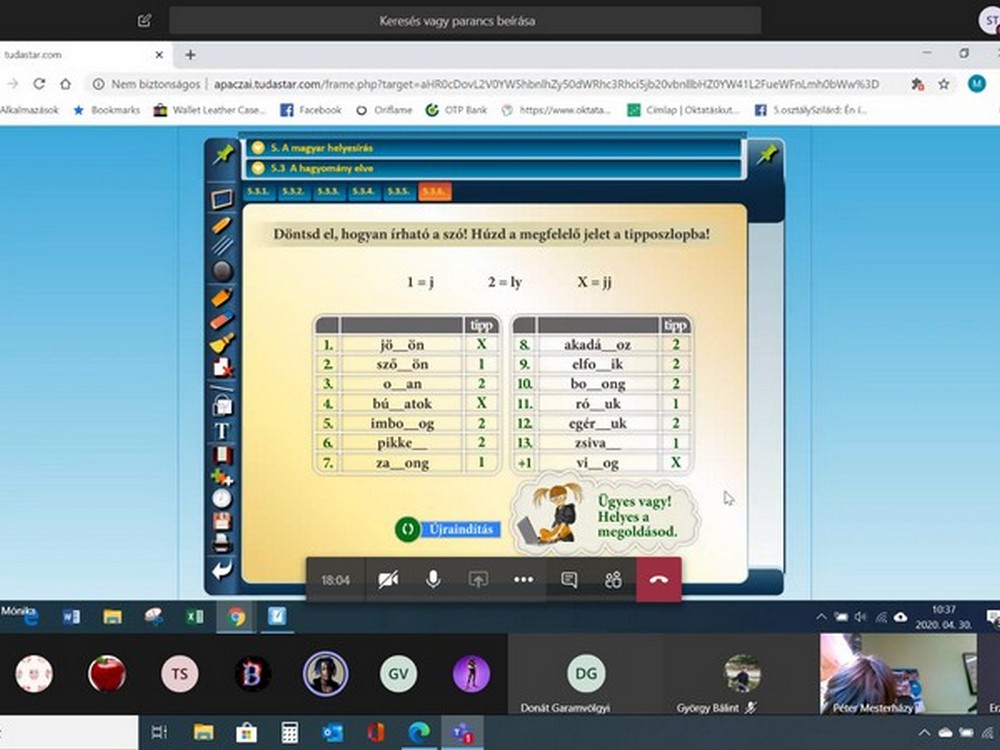 Keresés vagy parancs beírása
ST
tudastar.com
Nem biztonságos | apaczai.tudastar.com/frame.php?target=
M
Alkalmazások Bookmarks Wallet Leather Case... Facebook Oriflame OTP Bank https://www.oktata... Címlap | Oktatáskut... 5.osztálySzilárd: Én i...
5. A magyar helyesírás
5.3 A hagyomány elve
5.3.1. 5.3.2. 5.3.3. 5.3.4. 5.3.5. 5.3.6.
Döntsd el, hogyan írható a szó! Húzd a megfelelő jelet a tipposzlopba!
1 = j 2 = ly X = jj
tipp tipp
1. jö__ön X 8. akadá__oz 2
2. sző__ön 1 9. elfo__ik 2
3. o__an 2 10. bo__ong 2
4. bú__atok X 11. ró__uk 1
5. imbo__og 2 12. egér__uk 2
6. pikke__ 2 13. zsiva__ 1
7. za__ong 1 +1 vi__og X
T
Ügyes vagy!
Helyes a
megoldásod.
Újraindítás
18:04
Mónika
10:37
2020. 04. 30.
TS GV DG
Donát Garamvölgyi György Bálint Péter Mesterházy